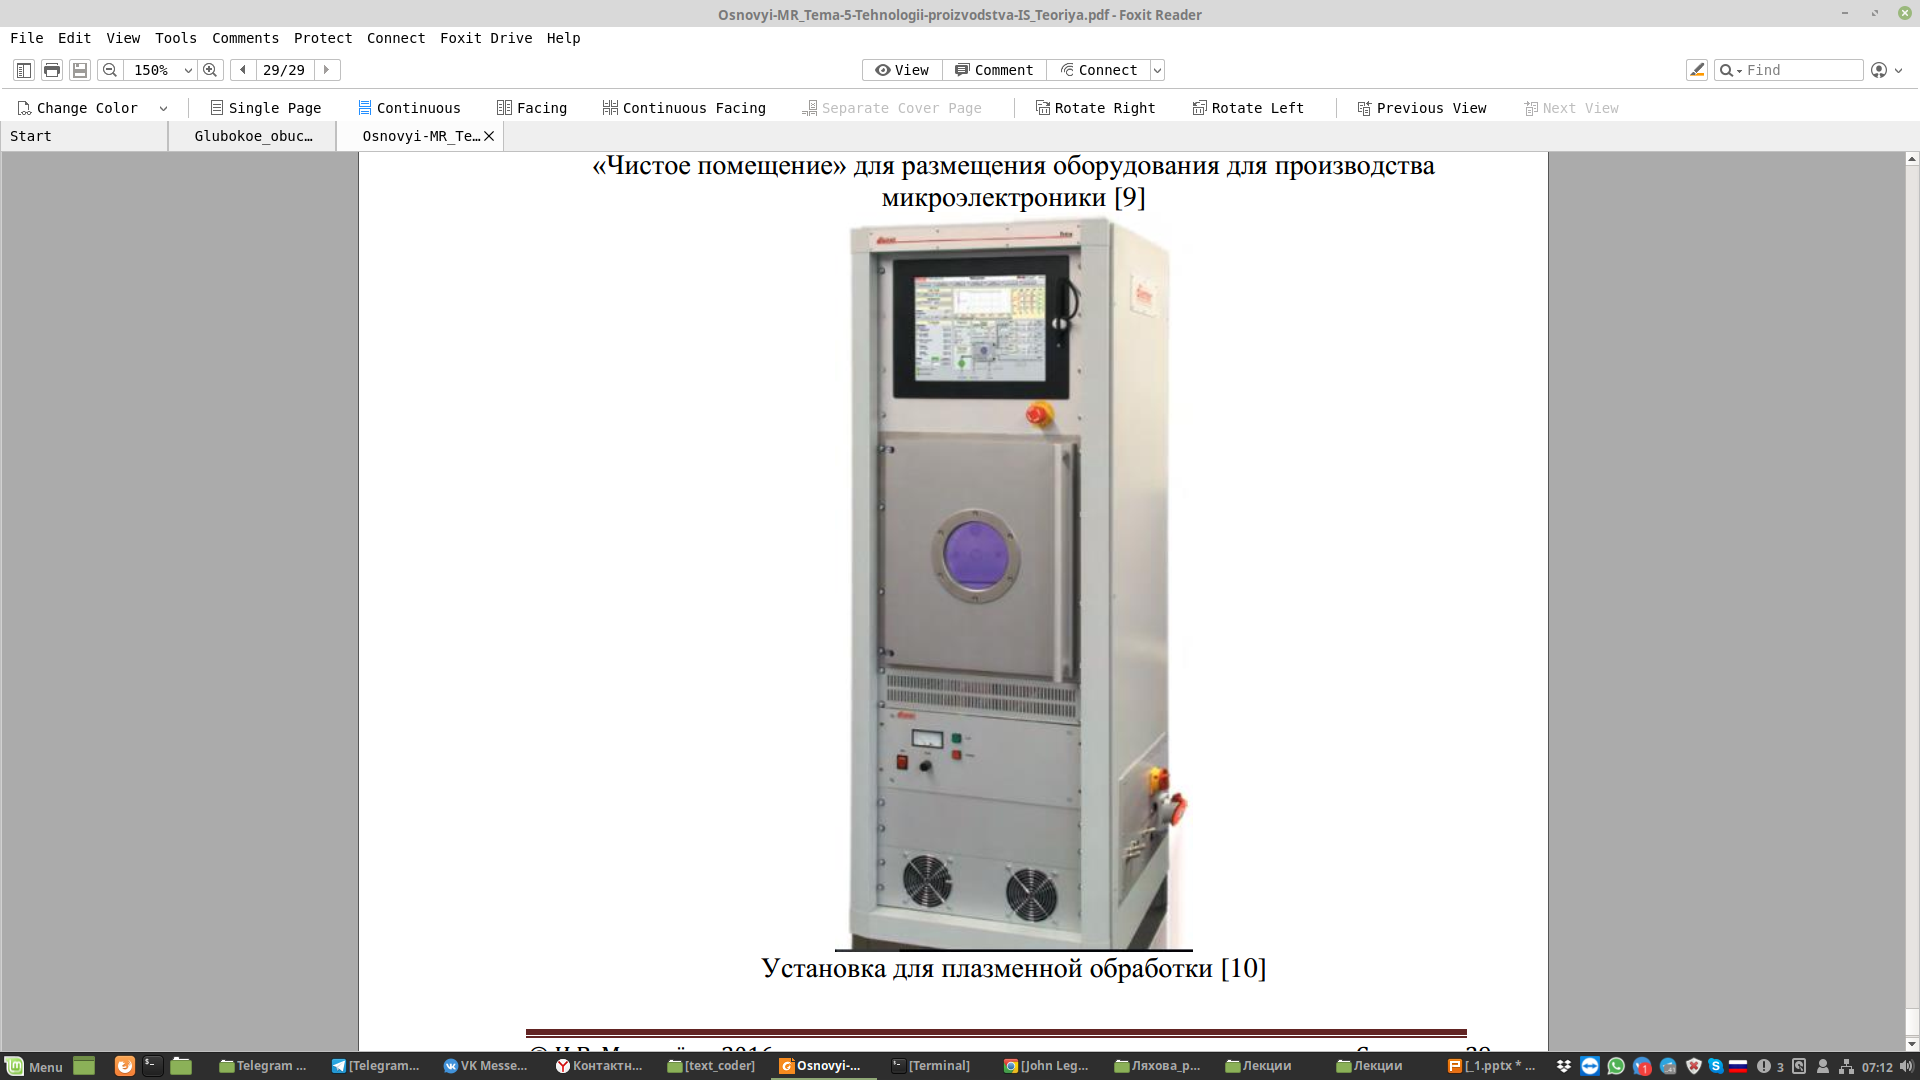 Osnovyi-MR_Tema-5-Tehnologii-proizvodstva-IS_Teoriya.pdf - Foxit Reader
File Edit View Tools Comments Protect Connect Foxit Drive Help
150% 29/29 View Comment Connect Find
Change Color Single Page Continuous Facing Continuous Facing Separate Cover Page Rotate Right Rotate Left Previous View Next View
Start Glubokoe_obuc... Osnovyi-MR_Te...
«Чистое помещение» для размещения оборудования для производства
микроэлектроники [9]
Установка для плазменной обработки [10]
Menu Telegram ... [Telegram... VK Messe... Контактн... [text_coder] Osnovyi-... [Terminal] [John Leg... Ляхова_р... Лекции Лекции [_1.pptx * ... 3 07:12